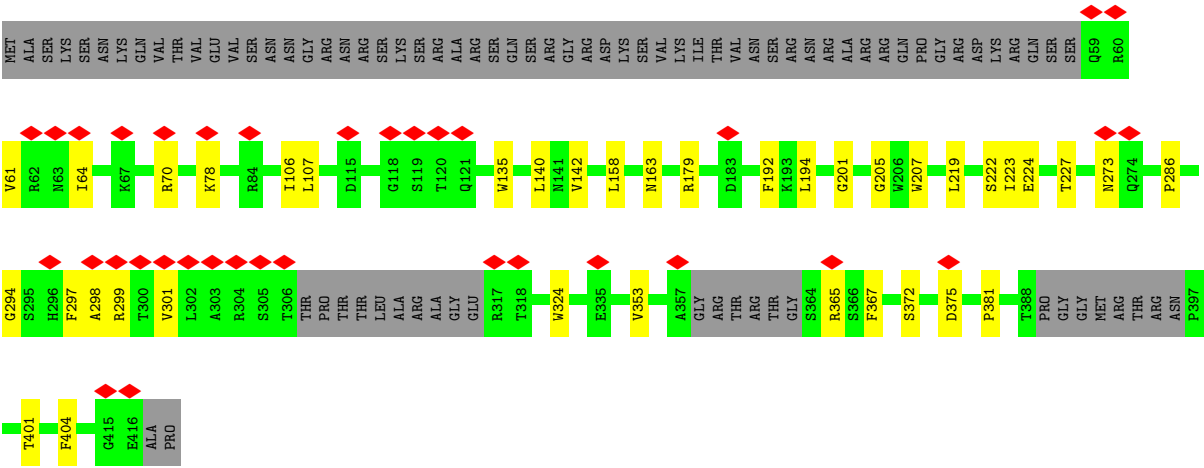 MET ALA SER LYS SER ASN LYS GLN VAL THR VAL GLU VAL SER ASN ASN GLY ARG ASN ARG SER LYS SER ARG ALA ARG SER GLN SER ARG GLY ARG ASP LYS SER VAL LYS ILE THR VAL ASN SER ARG ASN ARG ALA ARG ARG GLN PRO GLY ARG ASP LYS ARG GLN SER SER Q59 R60
V61 R62 N63 I64 K67 R70 K78 R84 I106 L107 D115 G118 S119 T120 Q121 W135 L140 N141 V142 L158 N163 R179 D183 F192 K193 L194 G201 G205 W206 W207 L219 S222 I223 E224 T227 N273 Q274 P286
G294 S295 H296 F297 A298 R299 T300 V301 L302 A303 R304 S305 T306 THR PRO THR THR LEU ALA ARG ALA GLY GLU R317 T318 W324 E335 V353 A357 GLY ARG THR ARG THR GLY S364 R365 S366 F367 S372 D375 P381 T388 PRO GLY GLY MET ARG THR ARG ASN P397
T401 F404 G415 E416 ALA PRO